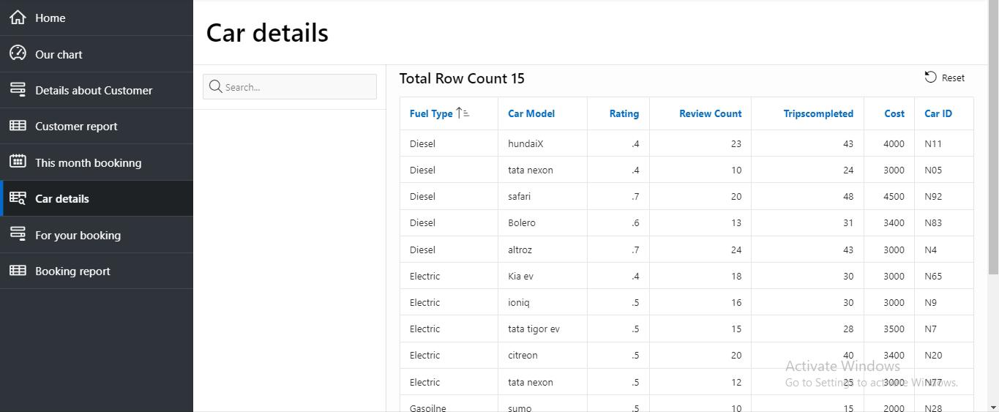 Home
Our chart
Details about Customer
Customer report
This month bookinng
Car details
For your booking
Booking report
Car details
Search...
Total Row Count 15
Reset
Fuel Type Car Model Rating Review Count Tripscompleted Cost Car ID
Diesel hundaiX .4 23 43 4000 N11
Diesel tata nexon .4 10 24 3000 N05
Diesel safari .7 20 48 4500 N92
Diesel Bolero .6 13 31 3400 N83
Diesel altroz .7 24 43 3000 N4
Electric Kia ev .4 18 30 3000 N65
Electric ioniq .5 16 30 3000 N9
Electric tata tigor ev .5 15 28 3500 N7
Electric citreon .5 20 40 3400 N20
Electric tata nexon .5 12 25 3000 N77
Gasoilne sumo .5 10 15 2000 N28
Activate Windows
Go to Settings to activate Windows.